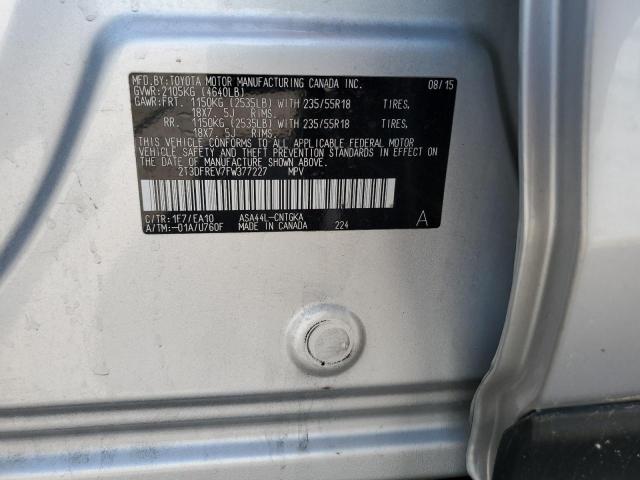 MFD.BY:TOYOTA MOTOR MANUFACTURING CANADA INC. 08/15
GVWR:2105KG (4640LB)
GAWR:FRT. 1150KG (2535LB) WITH 235/55R18 TIRES,
18X7.5J RIMS.
RR. 1150KG (2535LB) WITH 235/55R18 TIRES,
18X7.5J RIMS.
THIS VEHICLE CONFORMS TO ALL APPLICABLE FEDERAL MOTOR
VEHICLE SAFETY AND THEFT PREVENTION STANDARDS IN EFFECT ON
THE DATE OF MANUFACTURE SHOWN ABOVE.
2T3DFREV7FW377227 MPV
C/TR:1F7/EA10 ASA44L-CNTGKA
A/TM:-01A/U760F MADE IN CANADA 224 A